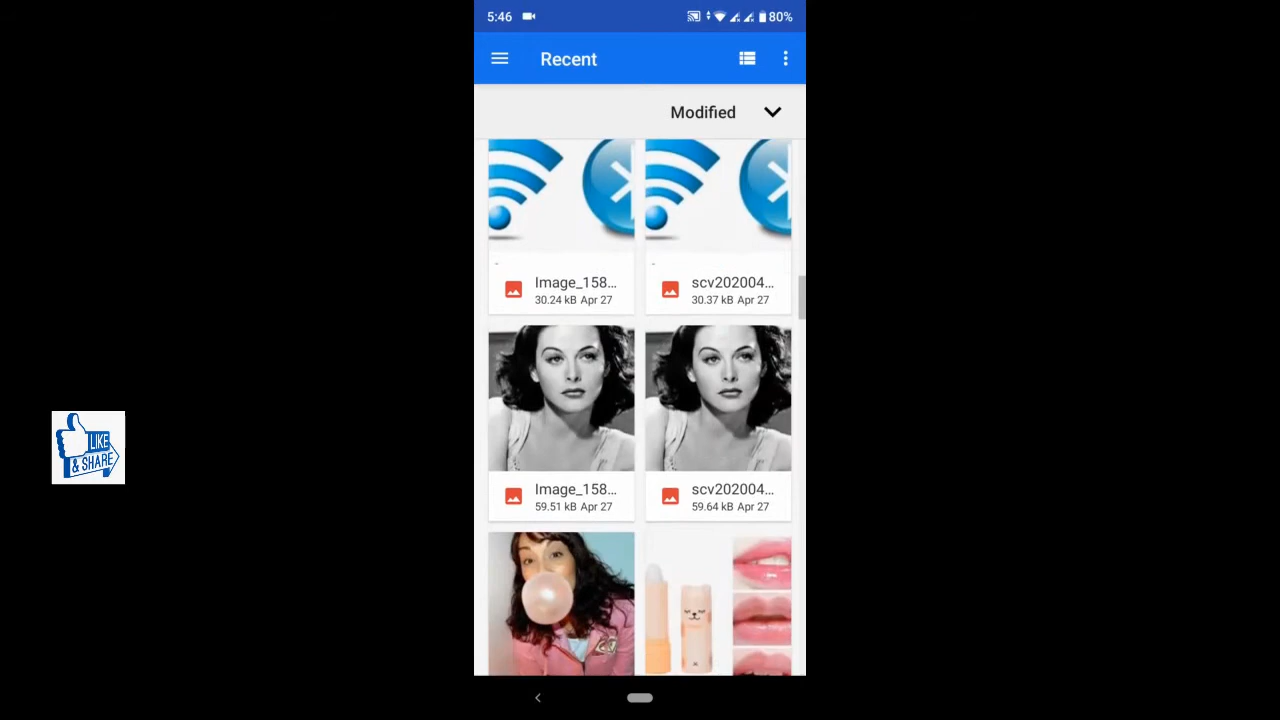 5:46
80%
Recent
Modified
Image_158...
30.24 kB Apr 27
scv202004...
30.37 kB Apr 27
Image_158...
59.51 kB Apr 27
scv202004...
59.64 kB Apr 27
LIKE
& SHARE